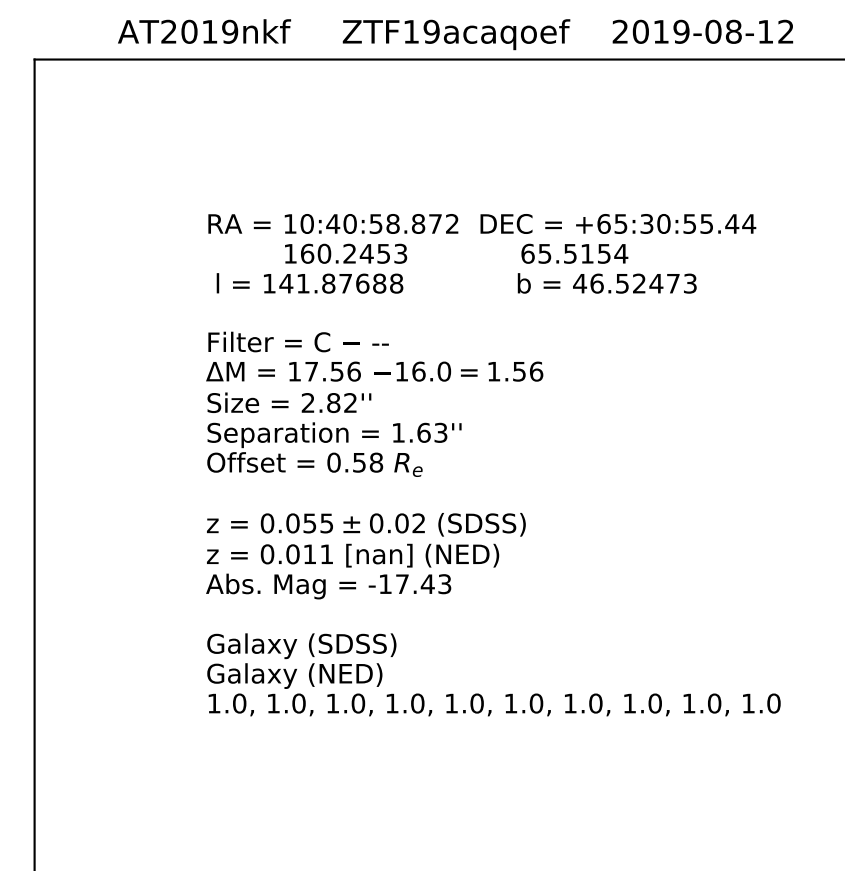 AT2019nkf ZTF19acaqoef 2019-08-12
RA = 10:40:58.872 DEC = +65:30:55.44
160.2453 65.5154
l = 141.87688 b = 46.52473
Filter = C − --
ΔM = 17.56 −16.0 = 1.56
Size = 2.82''
Separation = 1.63''
Offset = 0.58 Rₑ
z = 0.055 ± 0.02 (SDSS)
z = 0.011 [nan] (NED)
Abs. Mag = -17.43
Galaxy (SDSS)
Galaxy (NED)
1.0, 1.0, 1.0, 1.0, 1.0, 1.0, 1.0, 1.0, 1.0, 1.0